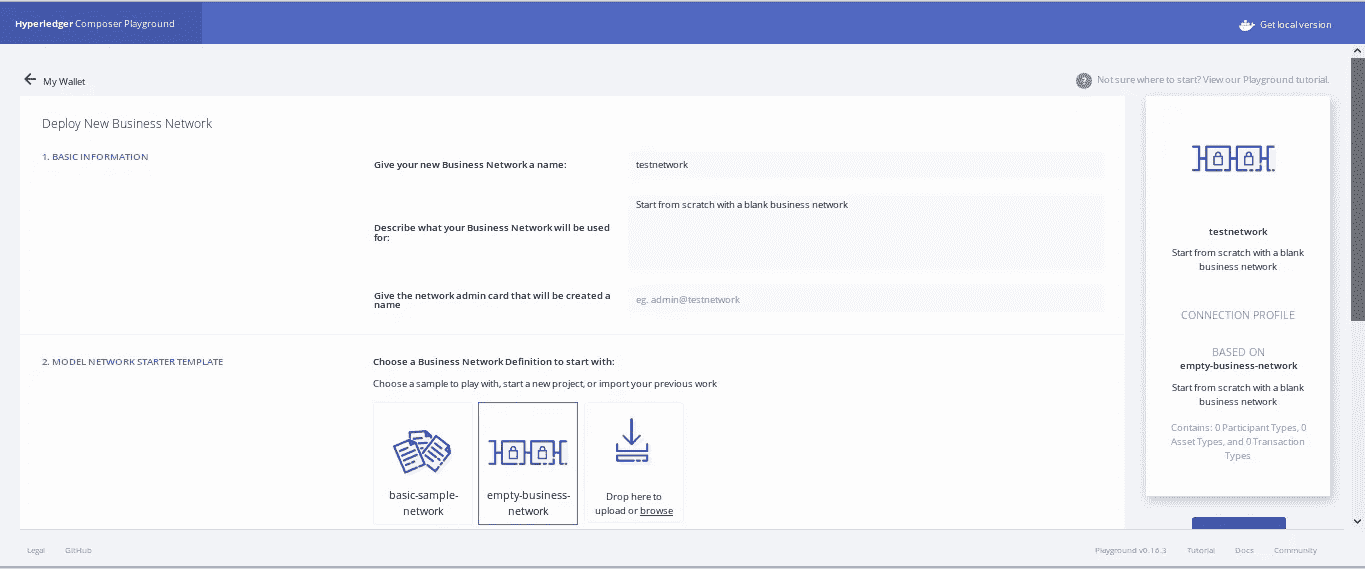 Hyperledger Composer Playground
Get local version
My Wallet
Not sure where to start? View our Playground tutorial.
Deploy New Business Network
1. BASIC INFORMATION
Give your new Business Network a name:
testnetwork
Describe what your Business Network will be used
for:
Start from scratch with a blank business network
Give the network admin card that will be created a
name
eg. admin@testnetwork
2. MODEL NETWORK STARTER TEMPLATE
Choose a Business Network Definition to start with:
Choose a sample to play with, start a new project, or import your previous work
basic-sample-
network
empty-business-
network
Drop here to
upload or browse
testnetwork
Start from scratch with a blank
business network
CONNECTION PROFILE
BASED ON
empty-business-network
Start from scratch with a blank
business network
Contains: 0 Participant Types, 0
Asset Types, and 0 Transaction
Types
Legal
GitHub
Playground v0.16.3
Tutorial
Docs
Community